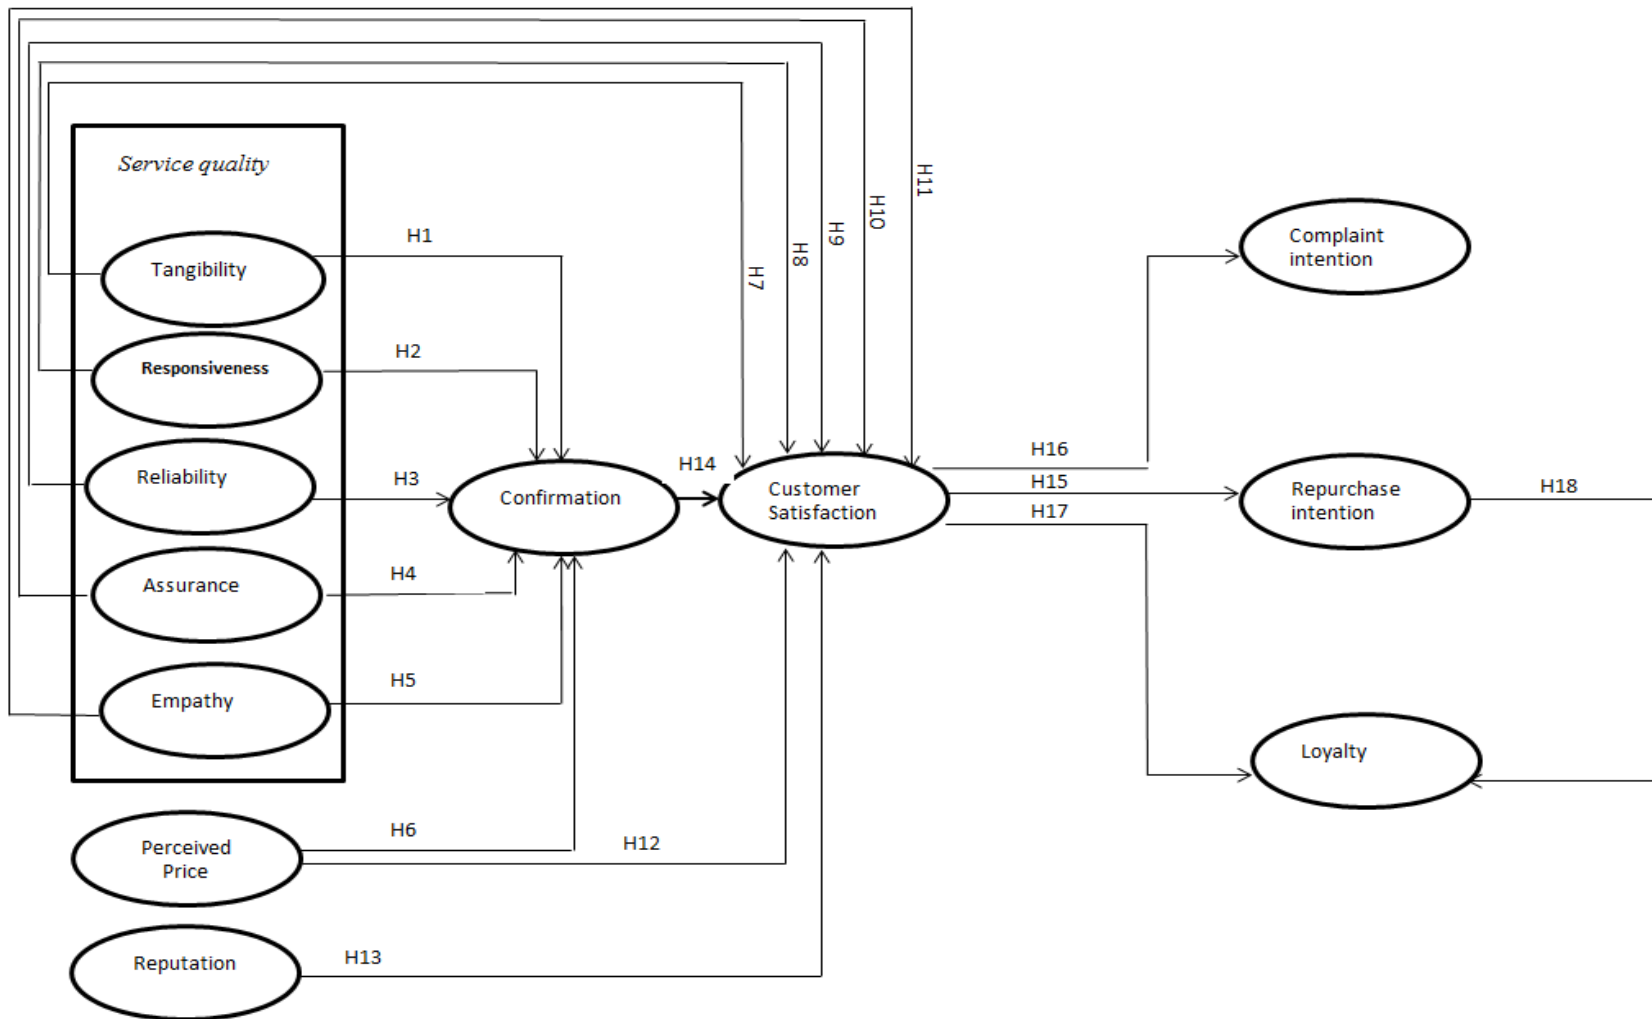 Service quality
Tangibility
Responsiveness
Reliability
Assurance
Empathy
Perceived
Price
Reputation
H1
H2
H3
H4
H5
H6
H12
H13
Confirmation
H14
H7
H8
H9
H10
H11
Customer
Satisfaction
H16
H15
H17
Complaint
intention
Repurchase
intention
H18
Loyalty